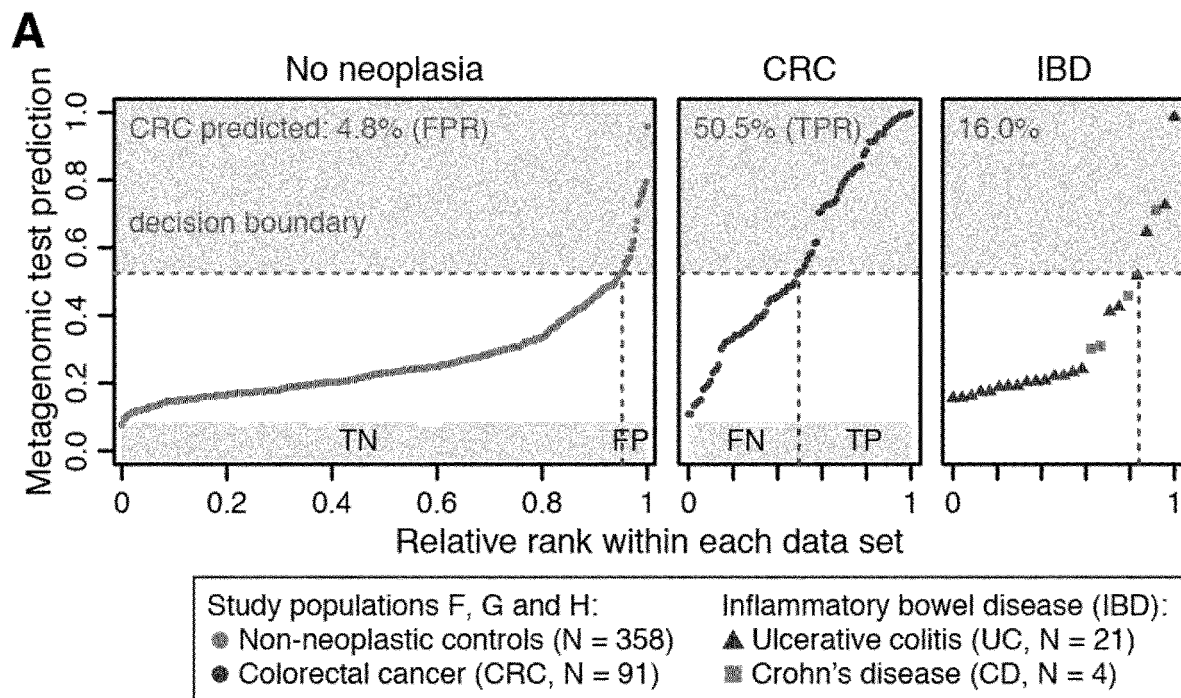 A
No neoplasia
CRC
IBD
Metagenomic test prediction
1.0
0.8
0.6
0.4
0.2
0.0
CRC predicted: 4.8% (FPR)
50.5% (TPR)
16.0%
decision boundary
TN
FP
FN
TP
0 0.2 0.4 0.6 0.8 1
0 1
0 1
Relative rank within each data set
Study populations F, G and H:
Non-neoplastic controls (N = 358)
Colorectal cancer (CRC, N = 91)
Inflammatory bowel disease (IBD):
Ulcerative colitis (UC, N = 21)
Crohn's disease (CD, N = 4)